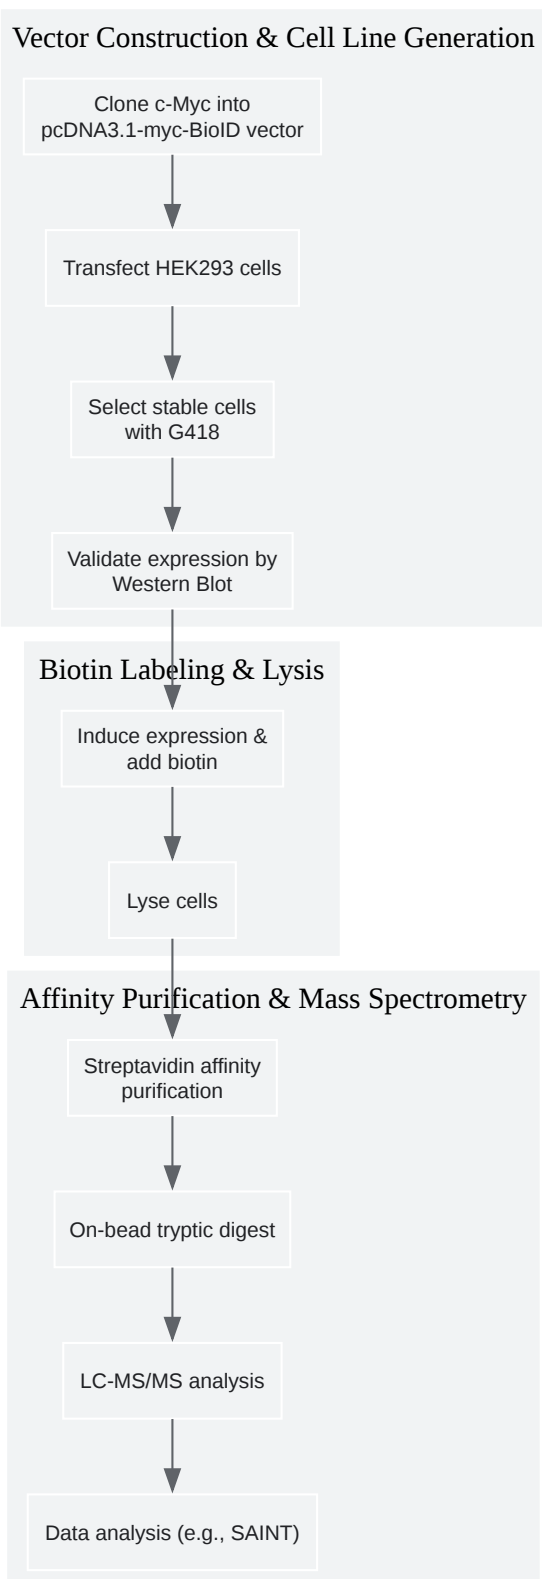 Vector Construction & Cell Line Generation
Clone c-Myc into
pcDNA3.1-myc-BioID vector
Transfect HEK293 cells
Select stable cells
with G418
Validate expression by
Western Blot
Biotin Labeling & Lysis
Induce expression &
add biotin
Lyse cells
Affinity Purification & Mass Spectrometry
Streptavidin affinity
purification
On-bead tryptic digest
LC-MS/MS analysis
Data analysis (e.g., SAINT)